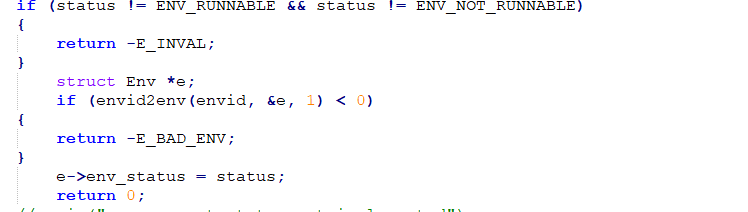 if (status != ENV_RUNNABLE && status != ENV_NOT_RUNNABLE)
{
return -E_INVAL;
}
struct Env *e;
if (envid2env(envid, &e, 1) < 0)
{
return -E_BAD_ENV;
}
e->env_status = status;
return 0;